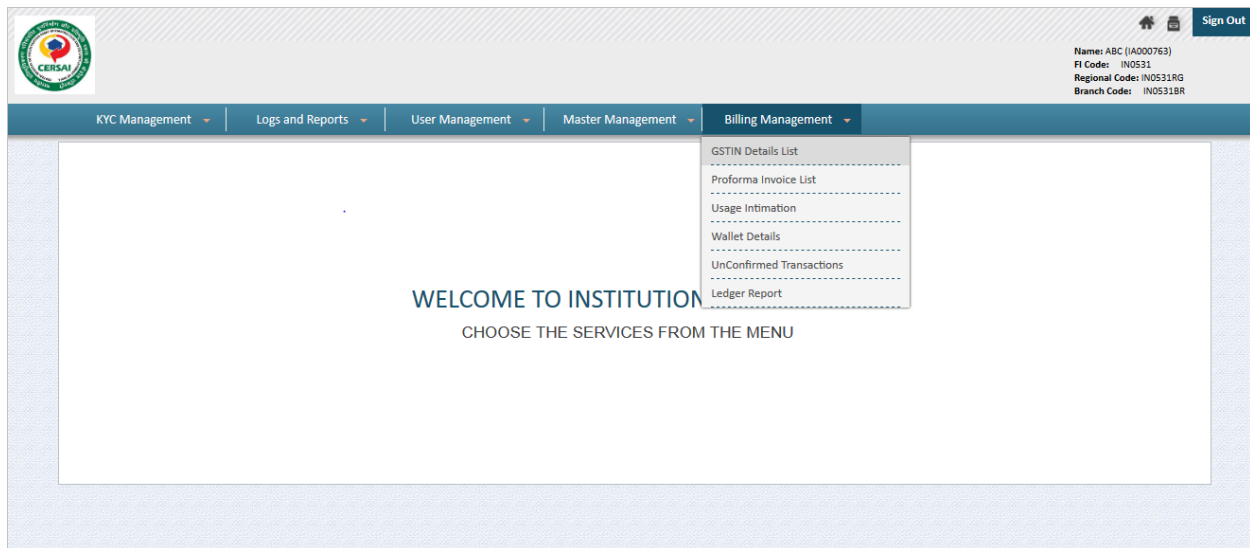 Sign Out
CERSAI
Name: ABC (IA000763)
FI Code: IN0531
Regional Code: IN0531RG
Branch Code: IN0531BR
KYC Management
Logs and Reports
User Management
Master Management
Billing Management
GSTIN Details List
Proforma Invoice List
Usage Intimation
Wallet Details
UnConfirmed Transactions
Ledger Report
WELCOME TO INSTITUTION
CHOOSE THE SERVICES FROM THE MENU